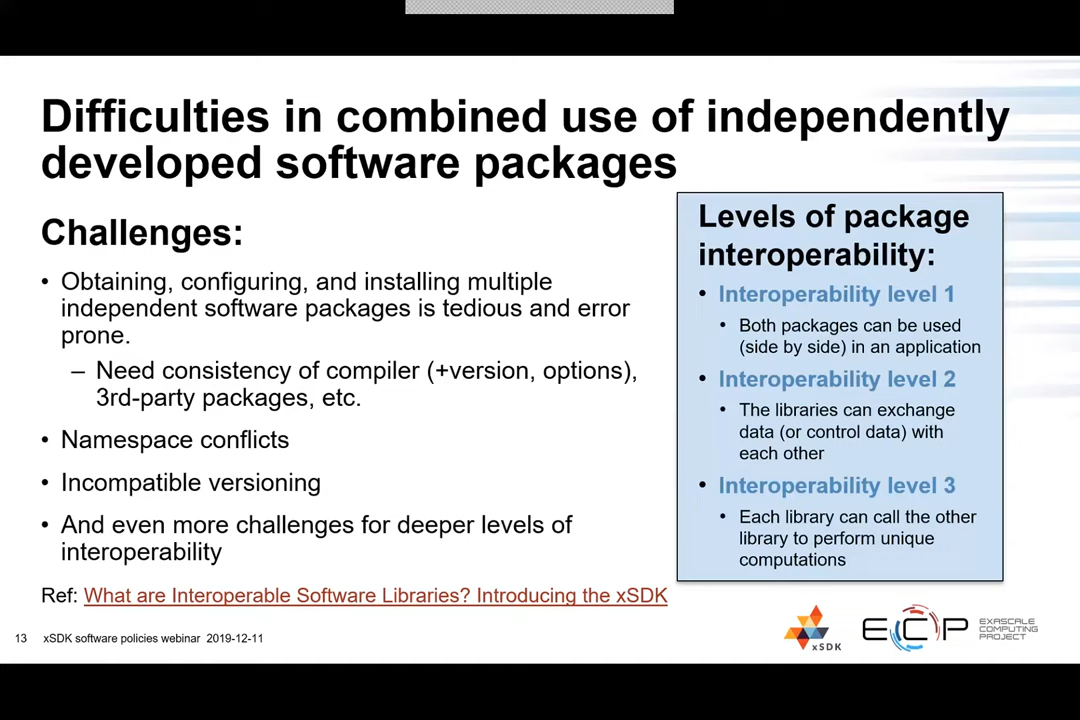 Difficulties in combined use of independently
developed software packages
Challenges:
• Obtaining, configuring, and installing multiple
independent software packages is tedious and error
prone.
– Need consistency of compiler (+version, options),
3rd-party packages, etc.
• Namespace conflicts
• Incompatible versioning
• And even more challenges for deeper levels of
interoperability
Ref: What are Interoperable Software Libraries? Introducing the xSDK
Levels of package
interoperability:
• Interoperability level 1
• Both packages can be used
(side by side) in an application
• Interoperability level 2
• The libraries can exchange
data (or control data) with
each other
• Interoperability level 3
• Each library can call the other
library to perform unique
computations
13 xSDK software policies webinar 2019-12-11
xSDK
ECP
EXASCALE
COMPUTING
PROJECT